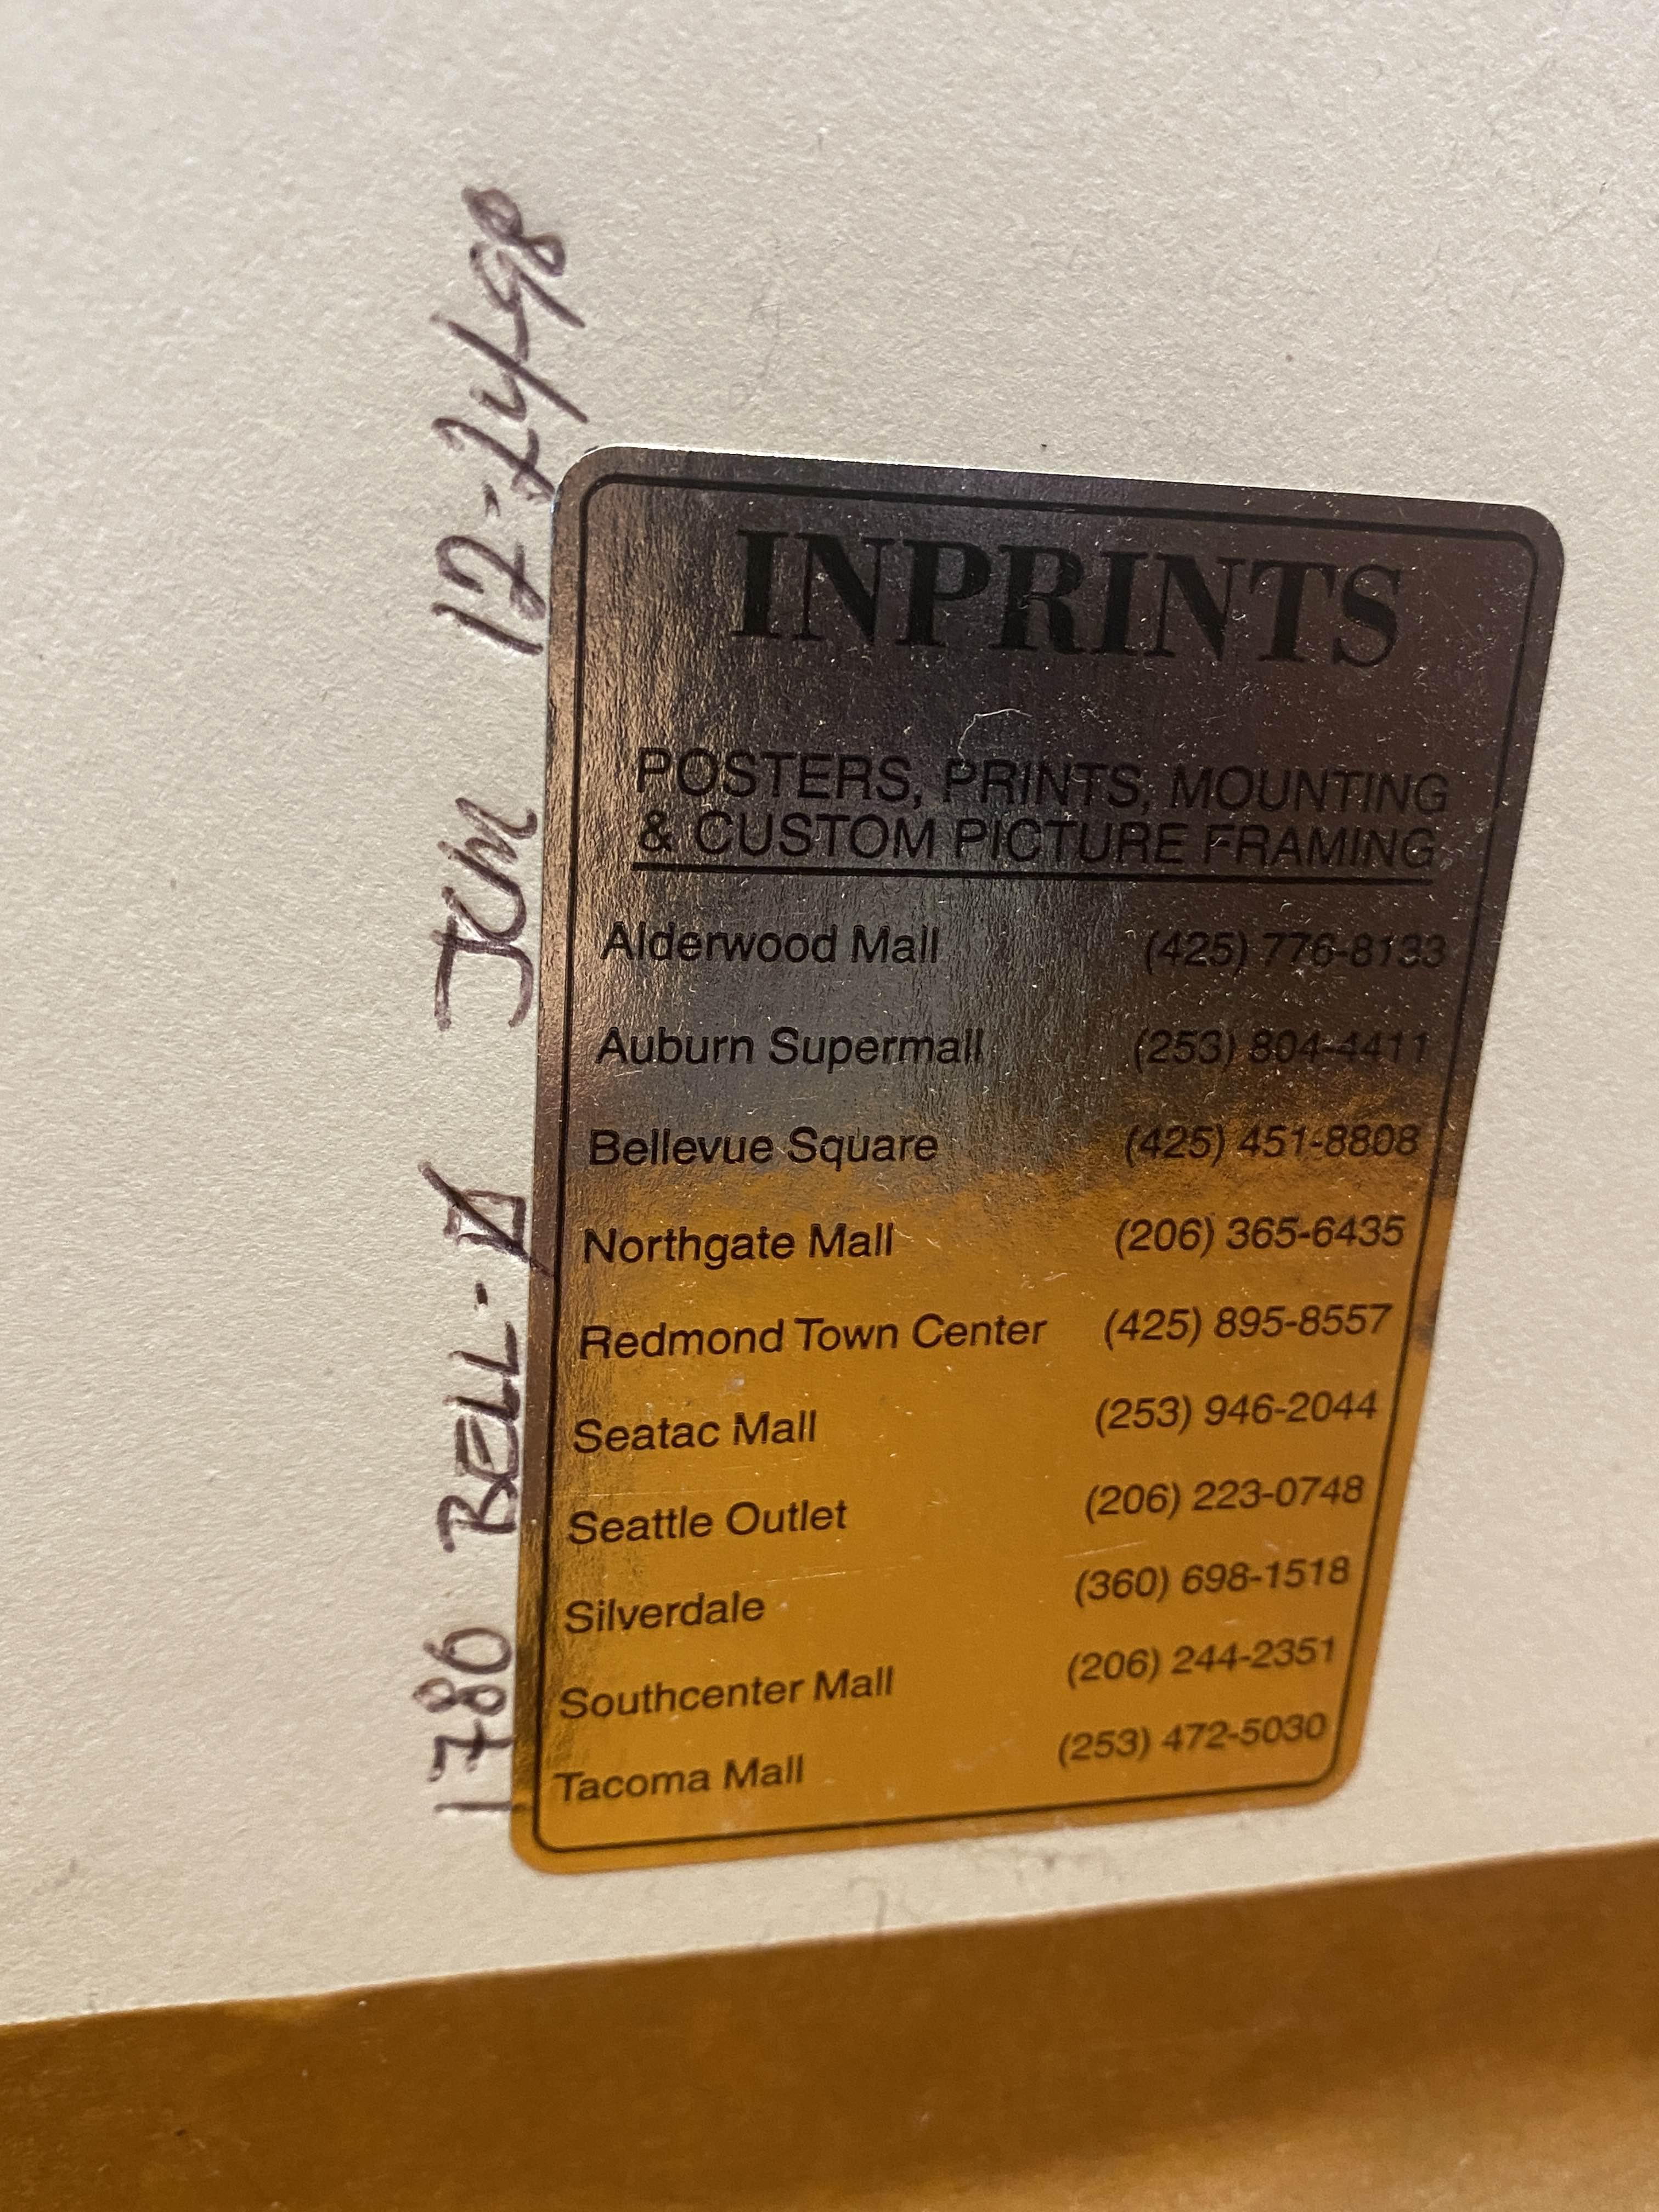 1786 BELL-Ø JCM 12-24-98
INPRINTS
POSTERS, PRINTS, MOUNTING
& CUSTOM PICTURE FRAMING
Alderwood Mall (425) 776-8133
Auburn Supermall (253) 804-4411
Bellevue Square (425) 451-8808
Northgate Mall (206) 365-6435
Redmond Town Center (425) 895-8557
Seatac Mall (253) 946-2044
Seattle Outlet (206) 223-0748
Silverdale (360) 698-1518
Southcenter Mall (206) 244-2351
Tacoma Mall (253) 472-5030